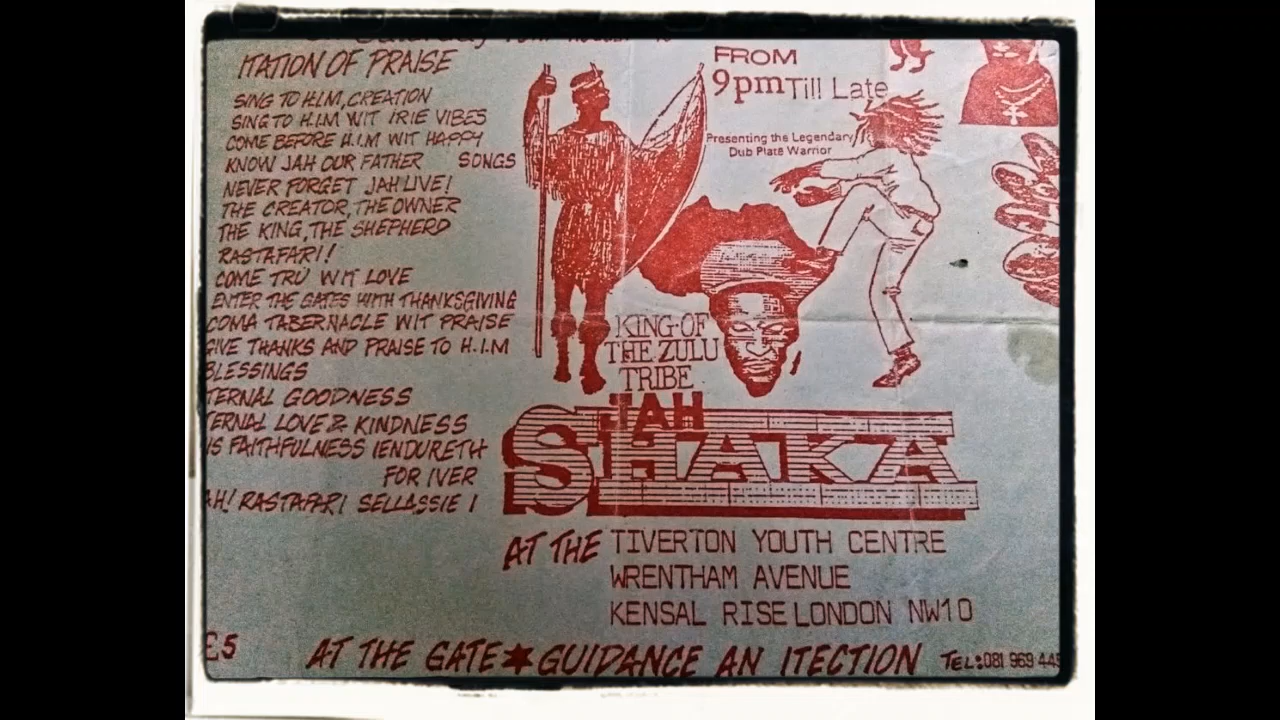 ITATION OF PRAISE
SING TO H.I.M, CREATION
SING TO H.I.M WIT IRIE VIBES
COME BEFORE H.I.M WIT HAPPY
KNOW JAH OUR FATHER SONGS
NEVER FORGET JAH LIVE!
THE CREATOR, THE OWNER
THE KING, THE SHEPHERD
RASTAFARI!
COME TRU WIT LOVE
ENTER THE GATES WITH THANKSGIVING
COMA TABERNACLE WIT PRAISE
GIVE THANKS AND PRAISE TO H.I.M
BLESSINGS
TERNAL GOODNESS
TERNAL LOVE & KINDNESS
IS FAITHFULNESS IENDURETH
FOR IVER
AH! RASTAFARI SELLASSIE I
FROM
9pm Till Late
Presenting the Legendary
Dub Plate Warrior
KING OF
THE ZULU
TRIBE
JAH
SHAKA
AT THE TIVERTON YOUTH CENTRE
WRENTHAM AVENUE
KENSAL RISE LONDON NW10
£5 AT THE GATE ★ GUIDANCE AN ITECTION TEL: 081 969 445